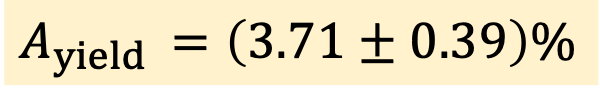 A_yield = (3.71 ± 0.39)%